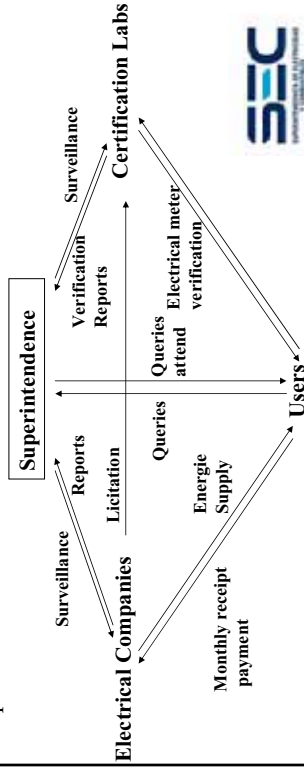 Superintendence
Surveillance
Reports
Surveillance
Verification
Reports
Licitation
Electrical Companies
Certification Labs
Queries
Queries
attend
Energie
Supply
Electrical meter
verification
Monthly receipt
payment
Users
SEC